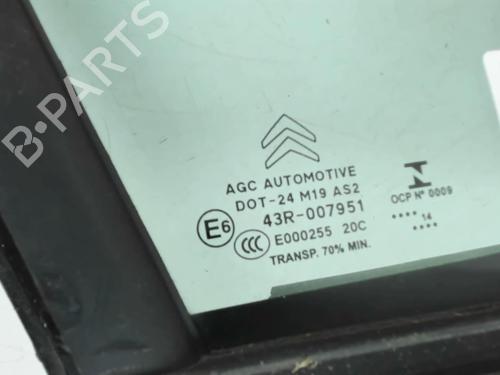 B-PARTS
AGC AUTOMOTIVE
DOT-24 M19 AS2
43R-007951
E6
CCC
E000255 20C
TRANSP. 70% MIN.
I
OCP Nº 0009
**** 14
****